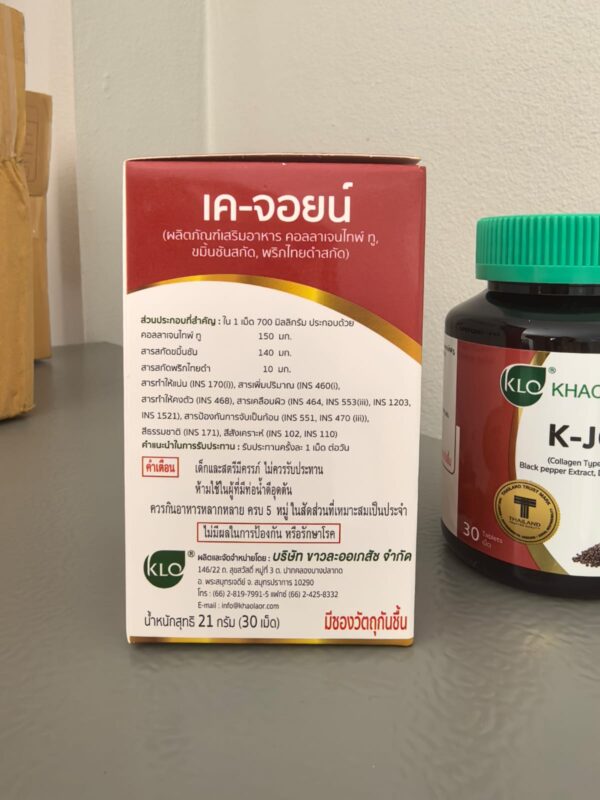 เค-จอยน์
(ผลิตภัณฑ์เสริมอาหาร คอลลาเจนไทพ์ ทู,
ขมิ้นชันสกัด, พริกไทยดำสกัด)
ส่วนประกอบที่สำคัญ : ใน 1 เม็ด 700 มิลลิกรัม ประกอบด้วย
คอลลาเจนไทพ์ ทู 150 มก.
สารสกัดขมิ้นชัน 140 มก.
สารสกัดพริกไทยดำ 10 มก.
สารทำให้แน่น (INS 170(i)), สารเพิ่มปริมาณ (INS 460(i),
สารทำให้คงตัว (INS 468), สารเคลือบผิว (INS 464, INS 553(iii), INS 1203,
INS 1521), สารป้องกันการจับเป็นก้อน (INS 551, INS 470 (iii)),
สีธรรมชาติ (INS 171), สีสังเคราะห์ (INS 102, INS 110)
คำแนะนำในการรับประทาน : รับประทานครั้งละ 1 เม็ด ต่อวัน
คำเตือน เด็กและสตรีมีครรภ์ ไม่ควรรับประทาน
ห้ามใช้ในผู้ที่มีท่อน้ำดีอุดตัน
ควรกินอาหารหลากหลาย ครบ 5 หมู่ ในสัดส่วนที่เหมาะสมเป็นประจำ
ไม่มีผลในการป้องกัน หรือรักษาโรค
KLO ®
ผลิตและจัดจำหน่ายโดย : บริษัท ขาวละออเภสัช จำกัด
146/22 ถ. สุขสวัสดิ์ หมู่ที่ 3 ต. ปากคลองบางปลากด
อ. พระสมุทรเจดีย์ จ. สมุทรปราการ 10290
โทร : (66) 2-819-7991-5 แฟกซ์ (66) 2-425-8332
E-mail : info@khaolaor.com
น้ำหนักสุทธิ 21 กรัม (30 เม็ด) มีซองวัตถุกันชื้น
KLO ® KHAO
K-J
(Collagen Type
Black pepper Extract,
THAILAND TRUST MARK
T
THAILAND
30 Tablets
เม็ด